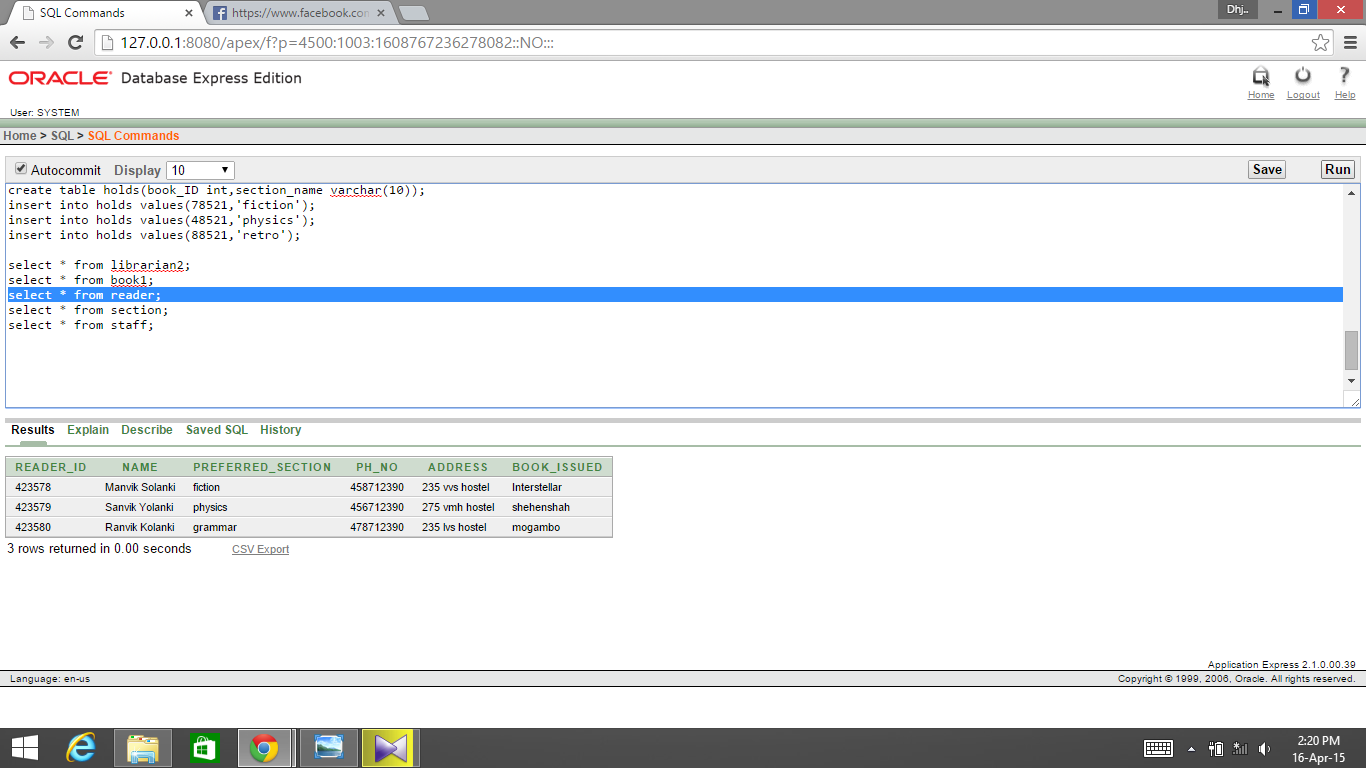 SQL Commands
https://www.facebook.con
Dhj..
127.0.0.1:8080/apex/f?p=4500:1003:1608767236278082::NO:::
ORACLE Database Express Edition
Home Logout Help
User: SYSTEM
Home > SQL > SQL Commands
Autocommit Display 10 Save Run
create table holds(book_ID int,section_name varchar(10));
insert into holds values(78521,'fiction');
insert into holds values(48521,'physics');
insert into holds values(88521,'retro');
select * from librarian2;
select * from book1;
select * from reader;
select * from section;
select * from staff;
Results Explain Describe Saved SQL History
READER_ID NAME PREFERRED_SECTION PH_NO ADDRESS BOOK_ISSUED
423578 Manvik Solanki fiction 458712390 235 vvs hostel Interstellar
423579 Sanvik Yolanki physics 456712390 275 vmh hostel shehenshah
423580 Ranvik Kolanki grammar 478712390 235 lvs hostel mogambo
3 rows returned in 0.00 seconds CSV Export
Application Express 2.1.0.00.39
Language: en-us Copyright © 1999, 2006, Oracle. All rights reserved.
2:20 PM
16-Apr-15